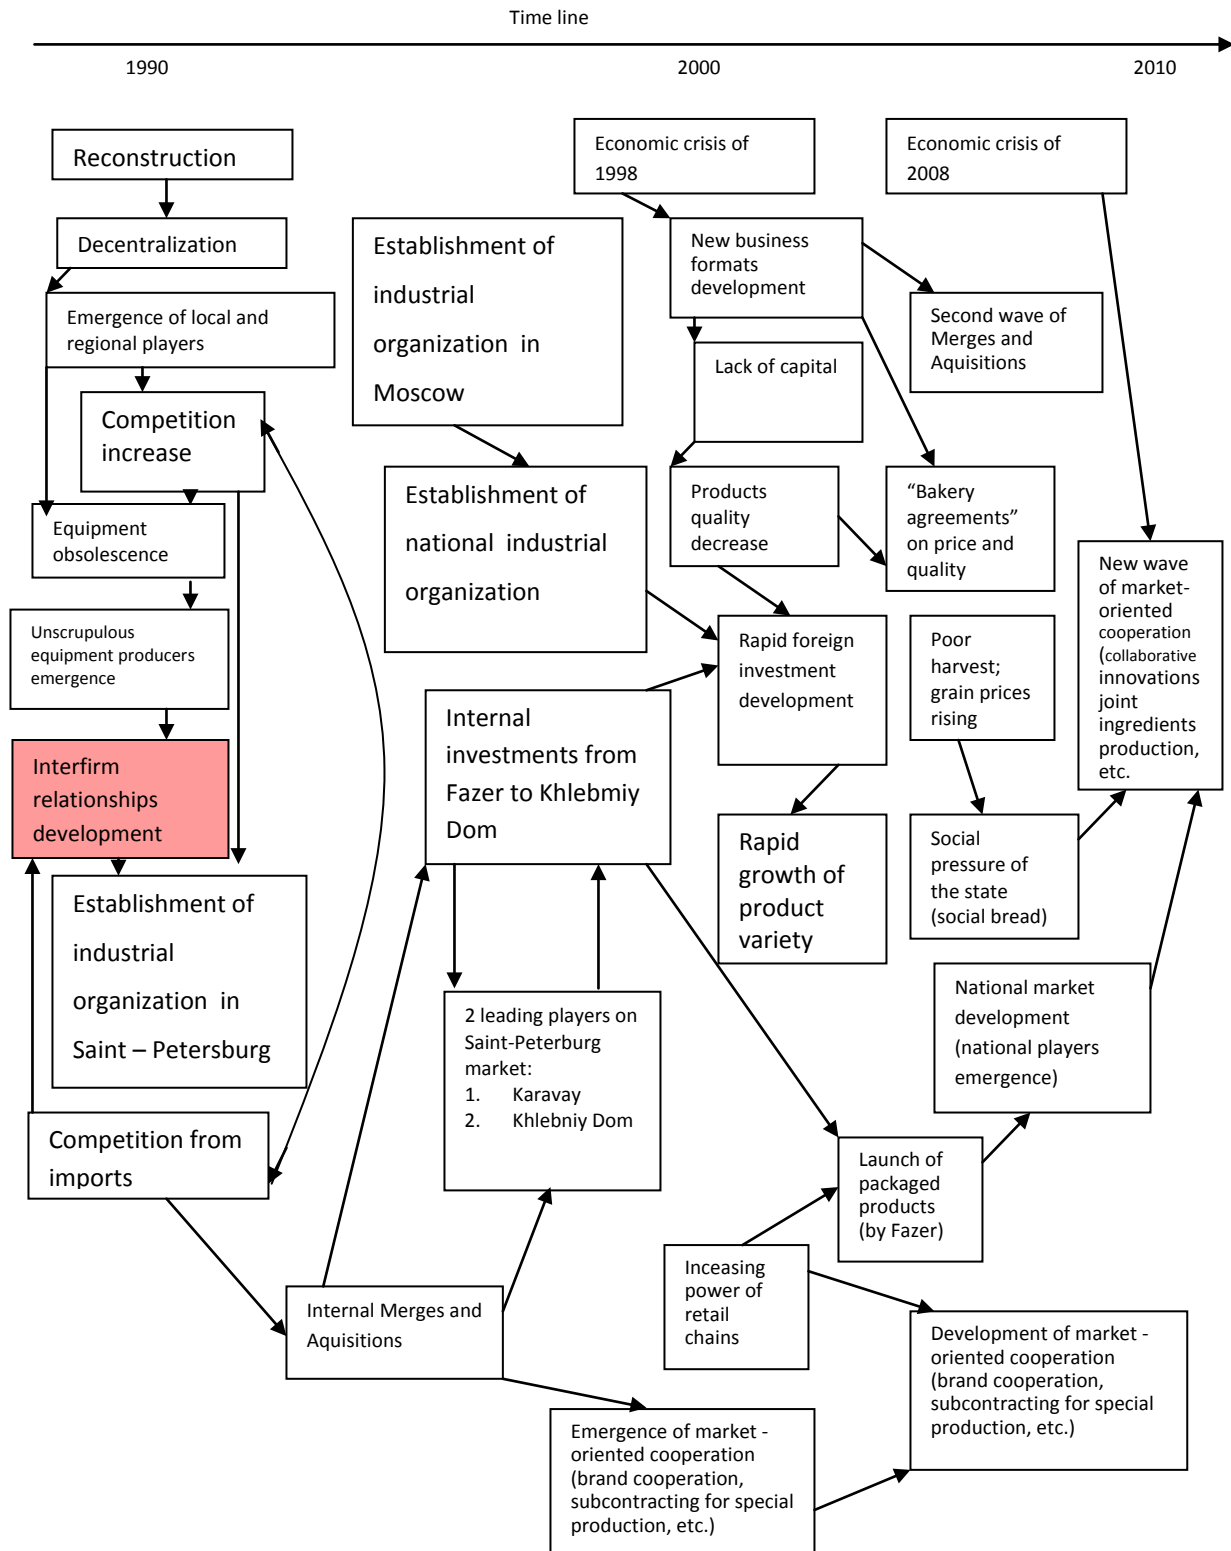 Time line
1990
2000
2010
Reconstruction
Decentralization
Emergence of local and
regional players
Competition
increase
Equipment
obsolescence
Unscrupulous
equipment producers
emergence
Interfirm
relationships
development
Establishment of
industrial
organization in
Saint – Petersburg
Competition from
imports
Establishment of
industrial
organization in
Moscow
Establishment of
national industrial
organization
Internal
investments from
Fazer to Khlebmiy
Dom
2 leading players on
Saint-Peterburg
market:
1. Karavay
2. Khlebniy Dom
Internal Merges and
Aquisitions
Emergence of market -
oriented cooperation
(brand cooperation,
subcontracting for special
production, etc.)
Economic crisis of
1998
New business
formats
development
Lack of capital
Products
quality
decrease
Rapid foreign
investment
development
Rapid
growth of
product
variety
Inceasing
power of
retail
chains
Launch of
packaged
products
(by Fazer)
Economic crisis of
2008
Second wave of
Merges and
Aquisitions
“Bakery
agreements”
on price and
quality
Poor
harvest;
grain prices
rising
Social
pressure of
the state
(social bread)
National market
development
(national players
emergence)
Development of market -
oriented cooperation
(brand cooperation,
subcontracting for special
production, etc.)
New wave
of market-
oriented
cooperation
(collaborative
innovations
joint
ingredients
production,
etc.